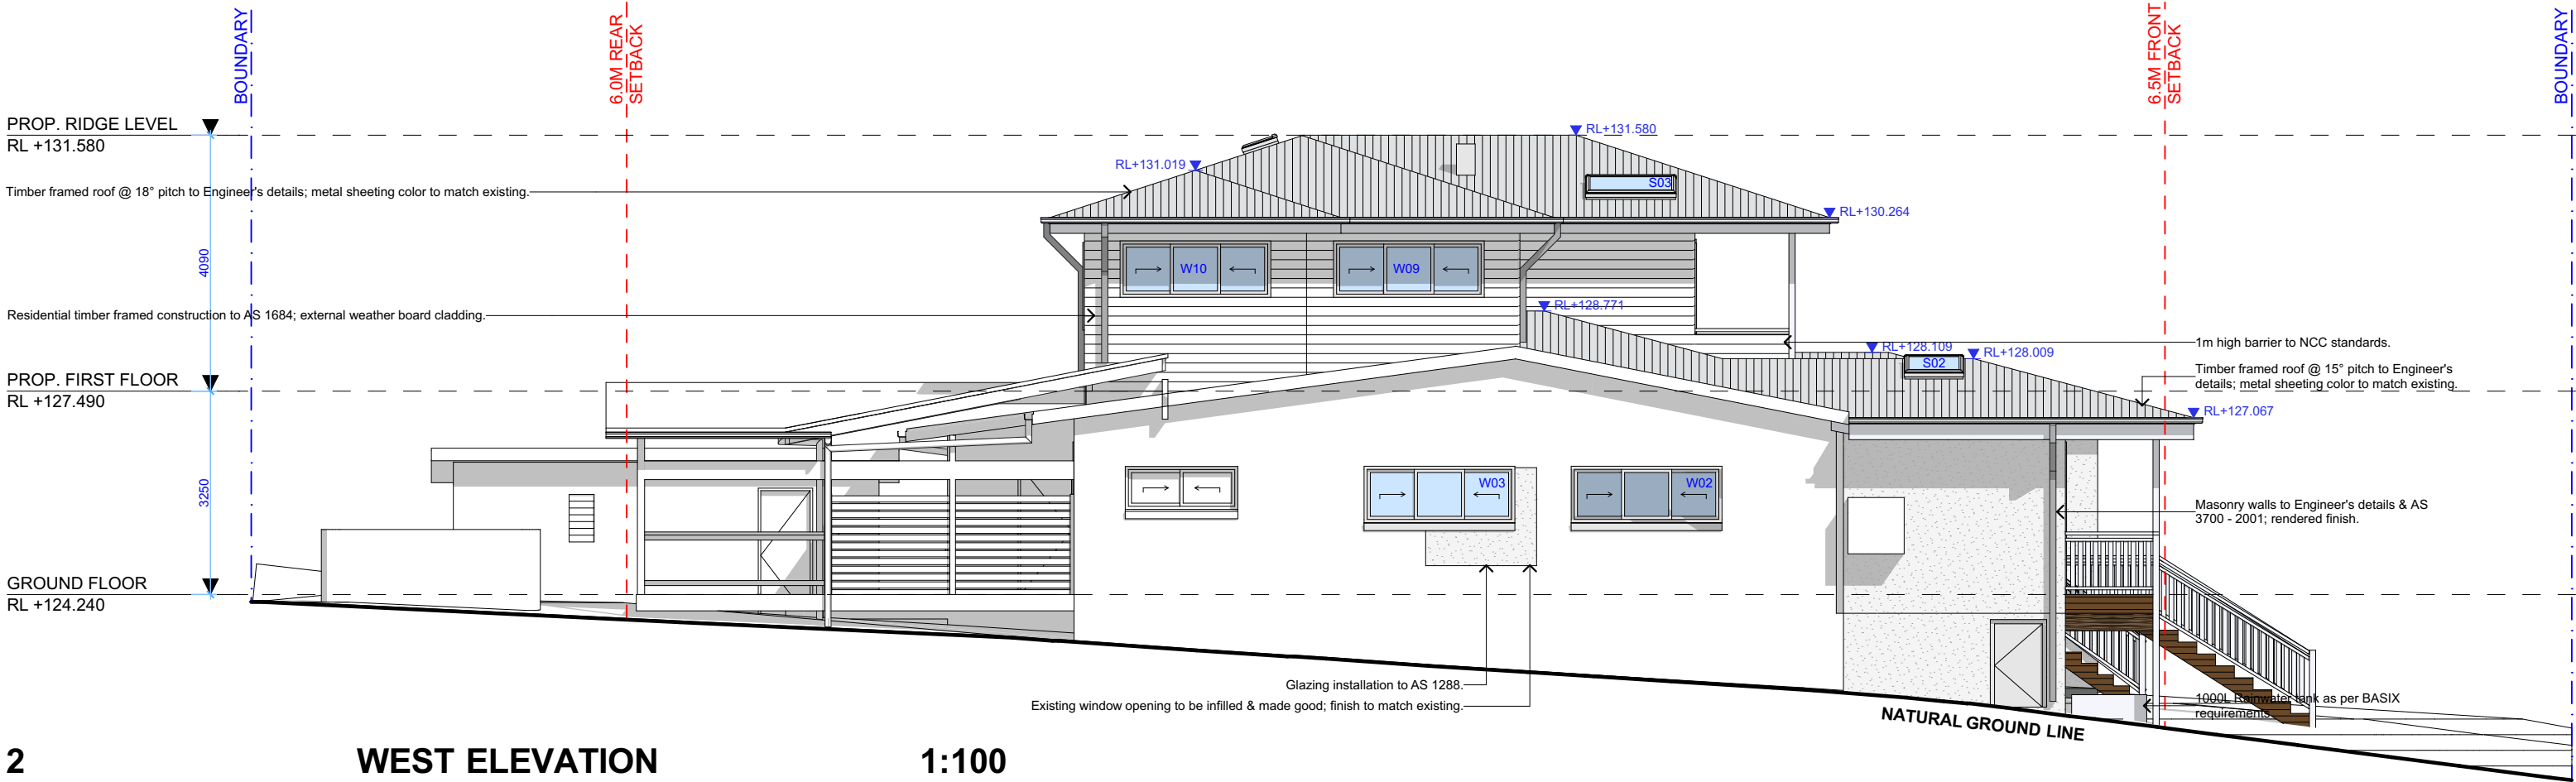 BOUNDARY
6.0M REAR
SETBACK
6.5M FRONT
SETBACK
BOUNDARY
PROP. RIDGE LEVEL
RL +131.580
RL+131.580
RL+131.019
Timber framed roof @ 18° pitch to Engineer's details; metal sheeting color to match existing.
S03
RL+130.264
4090
W10
W09
Residential timber framed construction to AS 1684; external weather board cladding.
RL+128.771
1m high barrier to NCC standards.
RL+128.109
RL+128.009
S02
Timber framed roof @ 15° pitch to Engineer's
details; metal sheeting color to match existing.
PROP. FIRST FLOOR
RL +127.490
RL+127.067
3250
W03
W02
Masonry walls to Engineer's details & AS
3700 - 2001; rendered finish.
GROUND FLOOR
RL +124.240
Glazing installation to AS 1288.
Existing window opening to be infilled & made good; finish to match existing.
1000L Rainwater tank as per BASIX
requirements.
NATURAL GROUND LINE
2
WEST ELEVATION
1:100